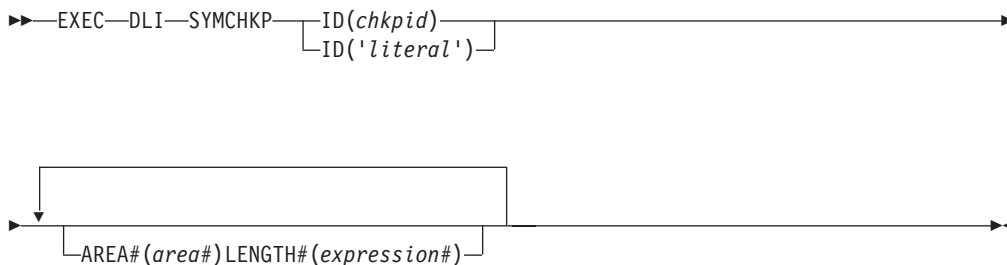 EXEC DLI SYMCHKP ID(chkpid)
ID('literal')
AREA#(area#)LENGTH#(expression#)